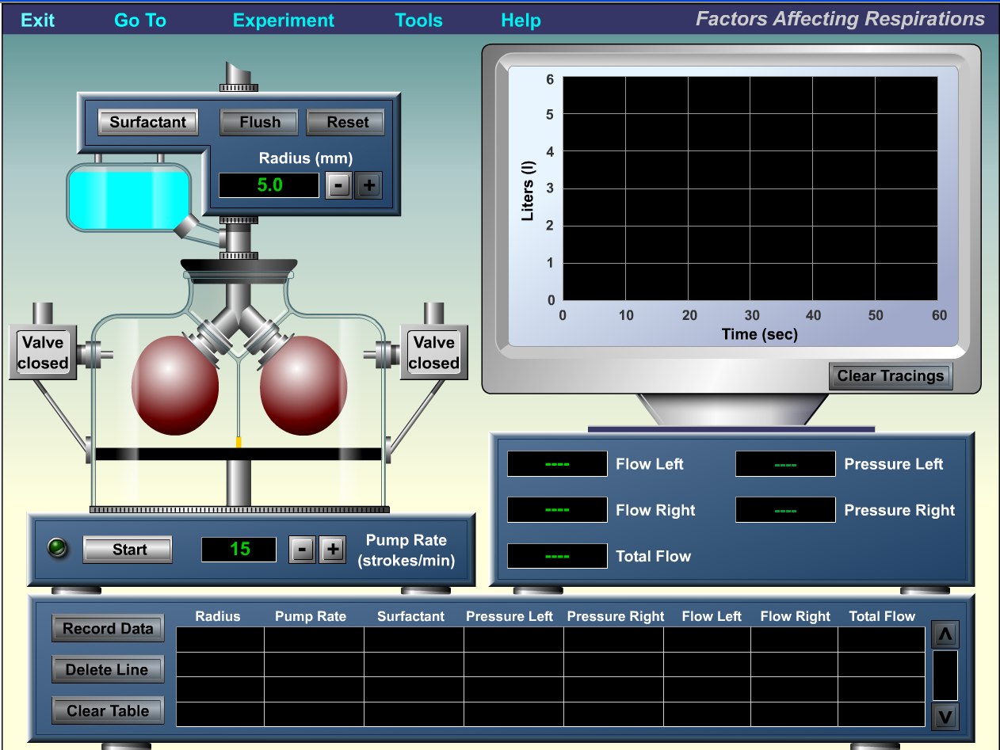 Exit Go To Experiment Tools Help Factors Affecting Respirations
Surfactant Flush Reset
Radius (mm)
5.0 - +
Valve
closed
Valve
closed
Start 15 - + Pump Rate
(strokes/min)
6
5
4
3
2
1
0
Liters (l)
0 10 20 30 40 50 60
Time (sec)
Clear Tracings
---- Flow Left ---- Pressure Left
---- Flow Right ---- Pressure Right
---- Total Flow
Radius Pump Rate Surfactant Pressure Left Pressure Right Flow Left Flow Right Total Flow
Record Data
Delete Line
Clear Table
Λ
V